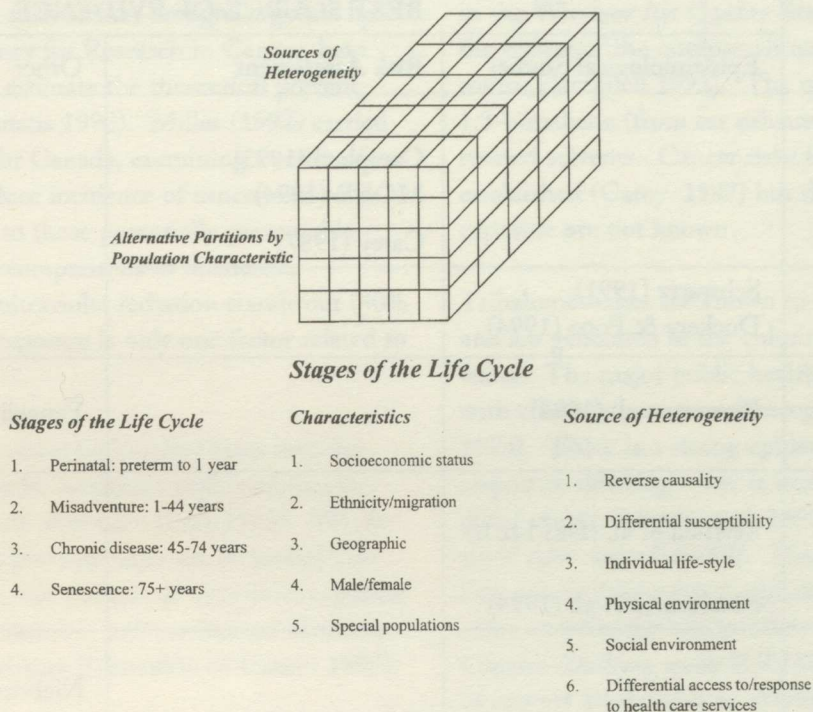 Sources of
Heterogeneity
Alternative Partitions by
Population Characteristic
Stages of the Life Cycle
Stages of the Life Cycle
1. Perinatal: preterm to 1 year
2. Misadventure: 1-44 years
3. Chronic disease: 45-74 years
4. Senescence: 75+ years
Characteristics
1. Socioeconomic status
2. Ethnicity/migration
3. Geographic
4. Male/female
5. Special populations
Source of Heterogeneity
1. Reverse causality
2. Differential susceptibility
3. Individual life-style
4. Physical environment
5. Social environment
6. Differential access to/response
to health care services